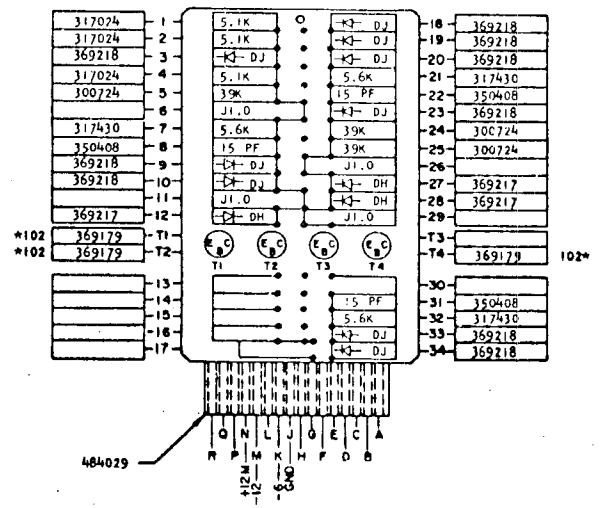 317024 1 5.1K DJ 18 369218
317024 2 5.1K DJ 19 369218
369218 3 DJ DJ 20 369218
317024 4 5.1K 5.6K 21 317430
300724 5 39K 15 PF 22 350408
6 J1.0 DJ 23 369218
317430 7 5.6K 39K 24 300724
350408 8 15 PF 39K 25 300724
369218 9 DJ J1.0 26
369218 10 DJ DH 27 369217
11 J1.0 DH 28 369217
369217 12 DH J1.0 29
*102 369179 T1 E B C E B C E B C E B C T3
*102 369179 T2 T1 T2 T3 T4 T4 369179 102*
13 30
14 15 PF 31 350408
15 5.6K 32 317430
16 DJ 33 369218
17 DJ 34 369218
484029
R Q P N M L K J H G F E D C B A
+12M -12 -6 GND